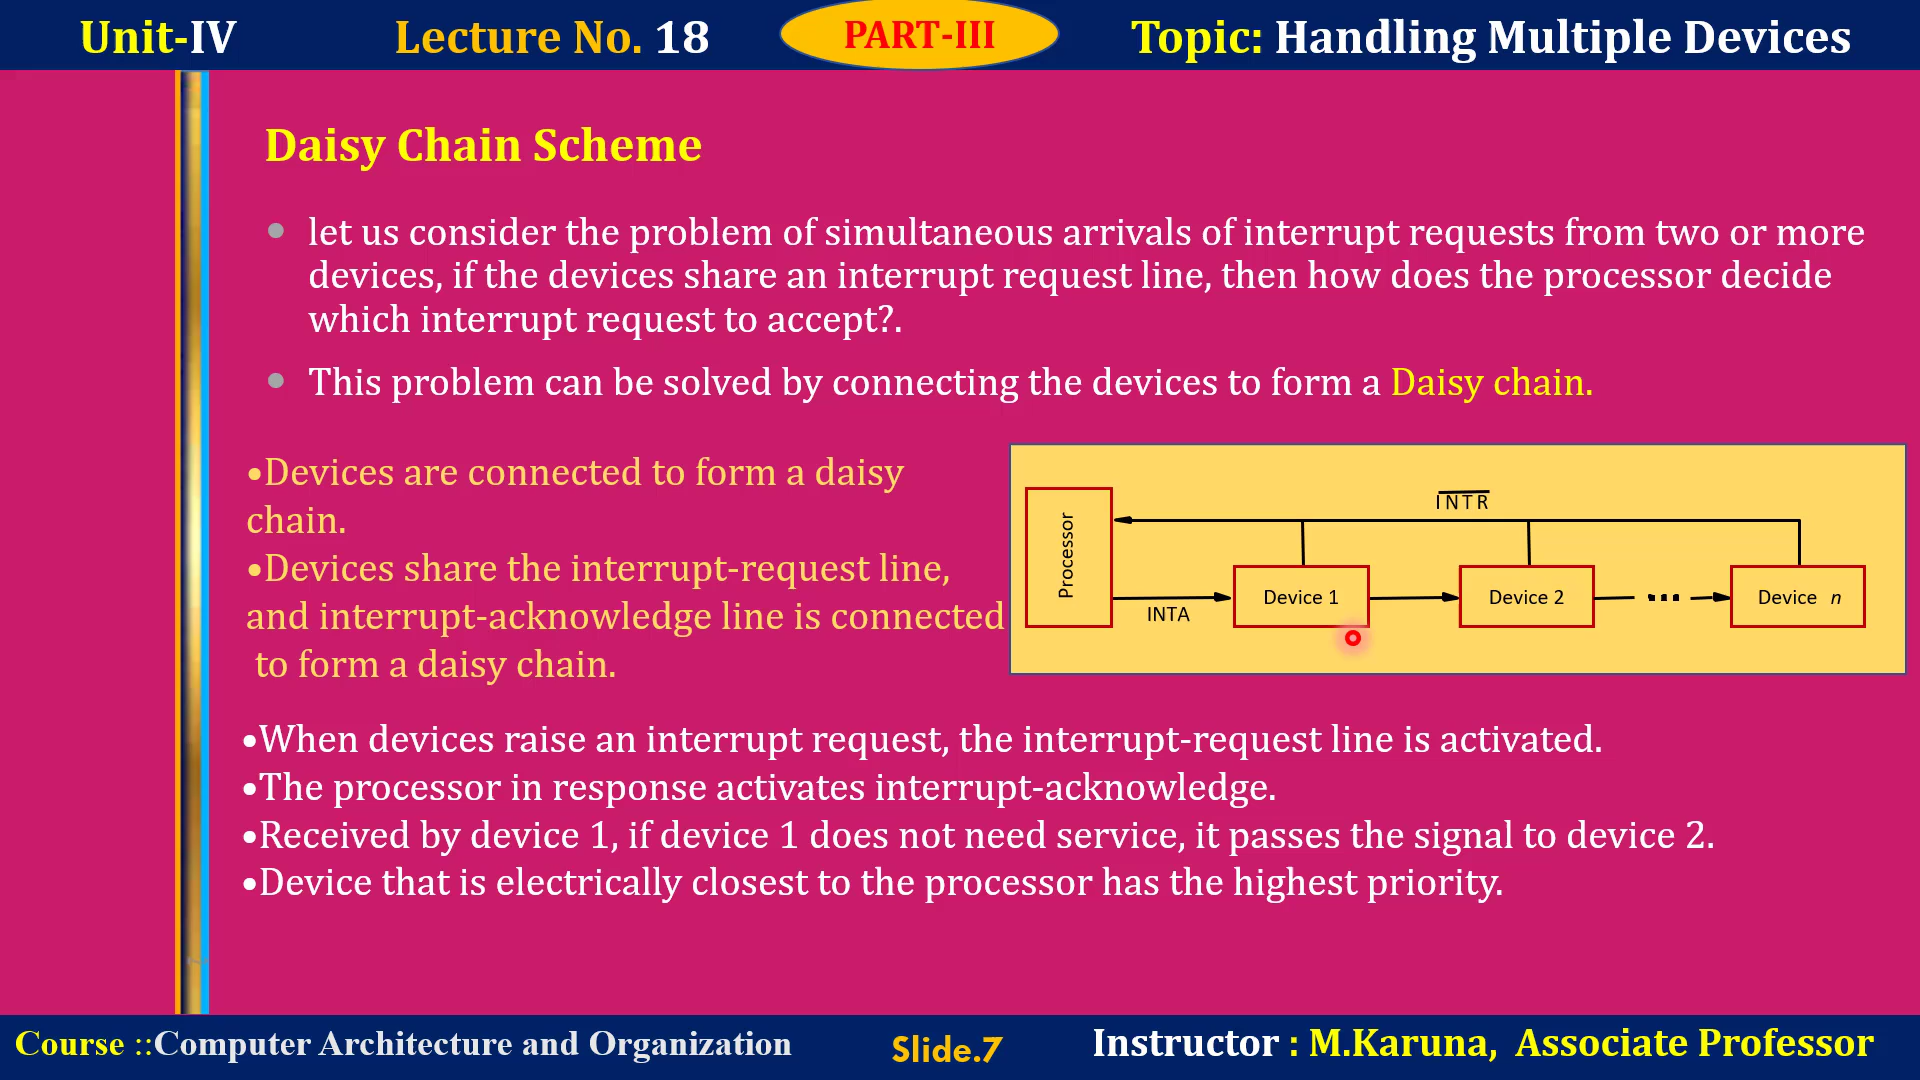 Unit-IV Lecture No. 18 PART-III Topic: Handling Multiple Devices
Daisy Chain Scheme
• let us consider the problem of simultaneous arrivals of interrupt requests from two or more
devices, if the devices share an interrupt request line, then how does the processor decide
which interrupt request to accept?.
• This problem can be solved by connecting the devices to form a Daisy chain.
•Devices are connected to form a daisy
chain.
•Devices share the interrupt-request line,
and interrupt-acknowledge line is connected
to form a daisy chain.
INTR
Processor
INTA
Device 1
Device 2
Device n
•When devices raise an interrupt request, the interrupt-request line is activated.
•The processor in response activates interrupt-acknowledge.
•Received by device 1, if device 1 does not need service, it passes the signal to device 2.
•Device that is electrically closest to the processor has the highest priority.
Course ::Computer Architecture and Organization Slide.7 Instructor : M.Karuna, Associate Professor